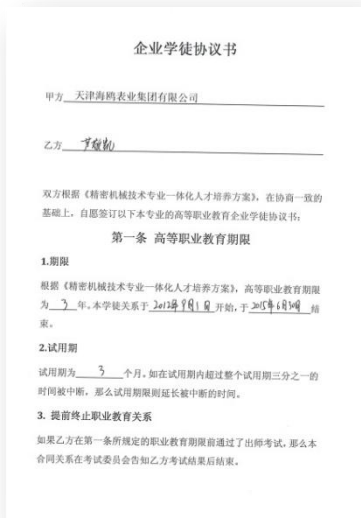 企业学徒协议书
甲方 天津海鸥表业集团有限公司
乙方
双方根据《精密机械技术专业一体化人才培养方案》，在协商一致的
基础上，自愿签订以下本专业的高等职业教育企业学徒协议书：
第一条 高等职业教育期限
1.期限
根据《精密机械技术专业一体化人才培养方案》，高等职业教育期限
为 3 年。本学徒关系于 2012年9月1日 开始，于 2015年6月30日 结
束。
2.试用期
试用期为 3 个月。如在试用期内超过整个试用期三分之一的
时间被中断，那么试用期限则延长被中断的时间。
3. 提前终止职业教育关系
如果乙方在第一条所规定的职业教育期限前通过了出师考试，那么本
合同关系在考试委员会告知乙方考试结果后结束。